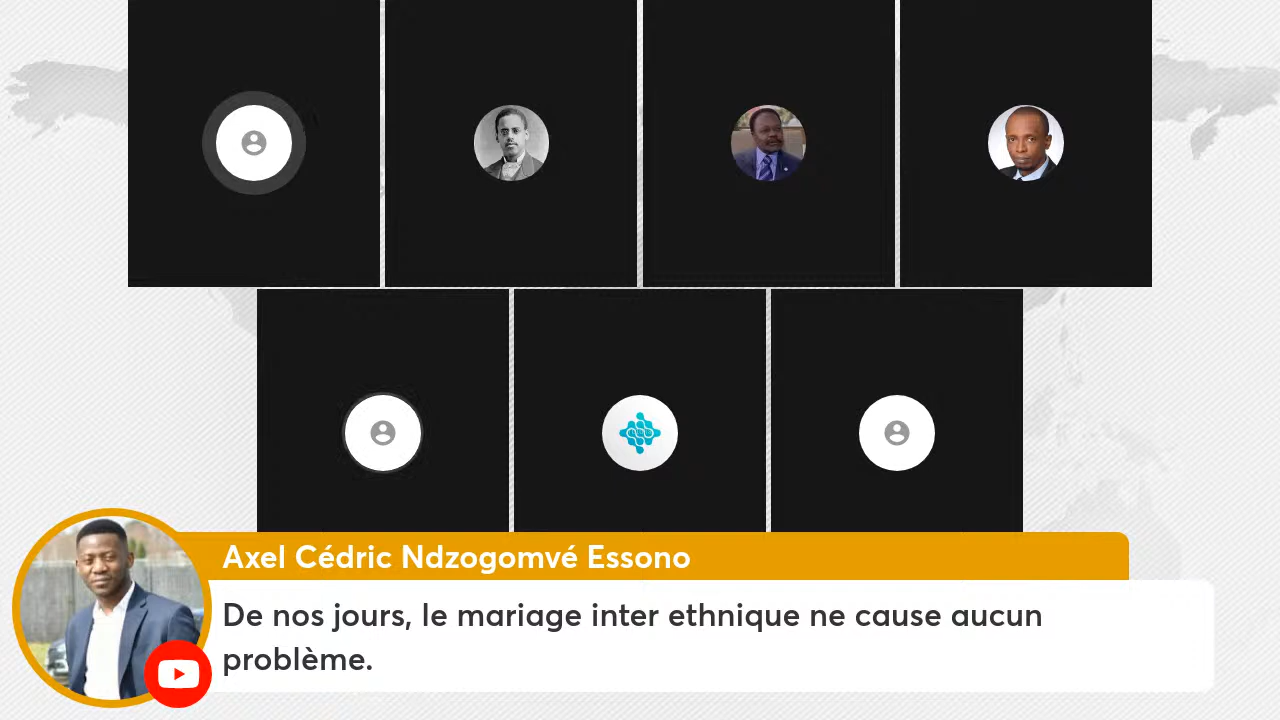 Axel Cédric Ndzogomvé Essono
De nos jours, le mariage inter ethnique ne cause aucun
problème.